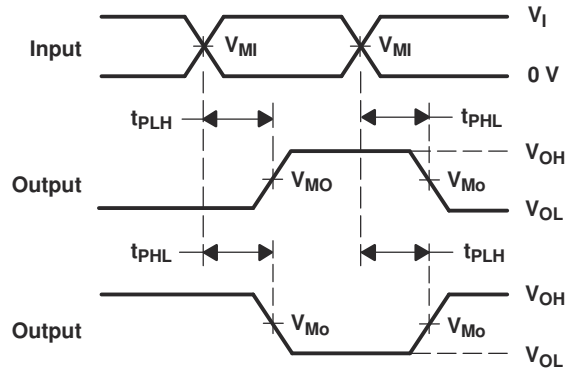 V_I
Input
V_MI
V_MI
0 V
t_PLH
t_PHL
V_OH
Output
V_MO
V_Mo
V_OL
t_PHL
t_PLH
V_OH
Output
V_Mo
V_Mo
V_OL